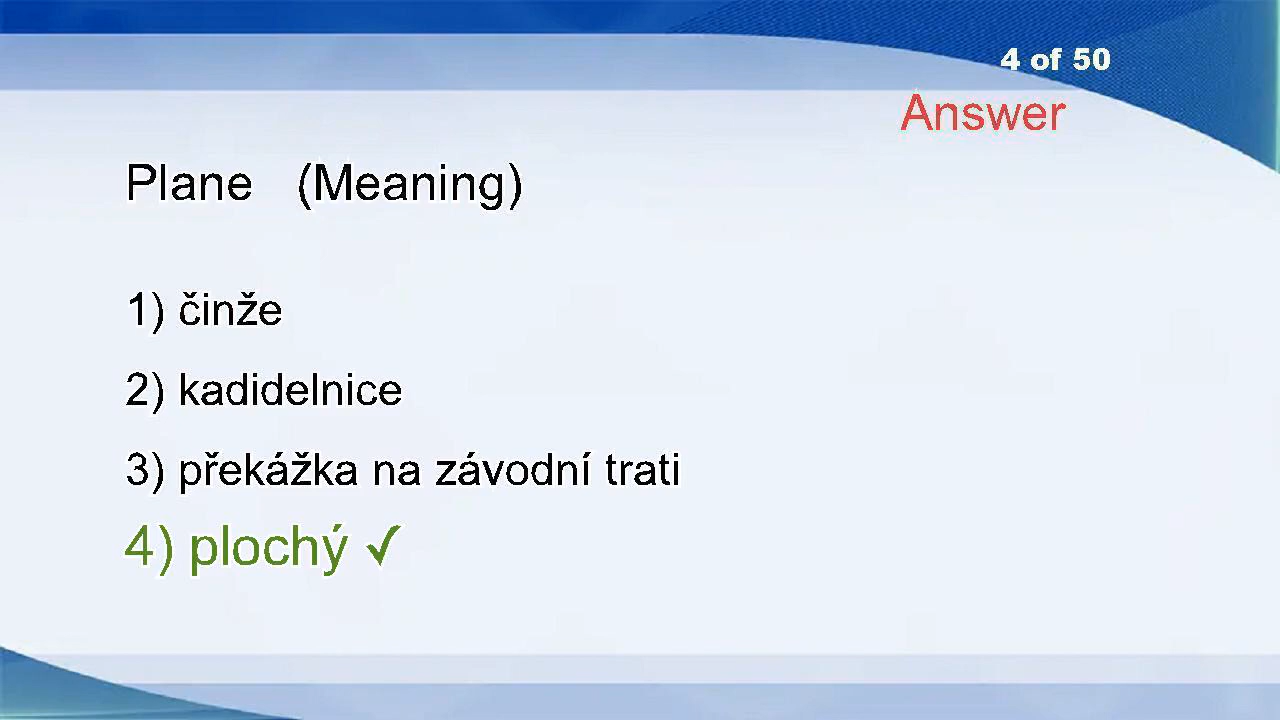 4 of 50
Answer
Plane (Meaning)
1) činže
2) kadidelnice
3) překážka na závodní trati
4) plochý ✓